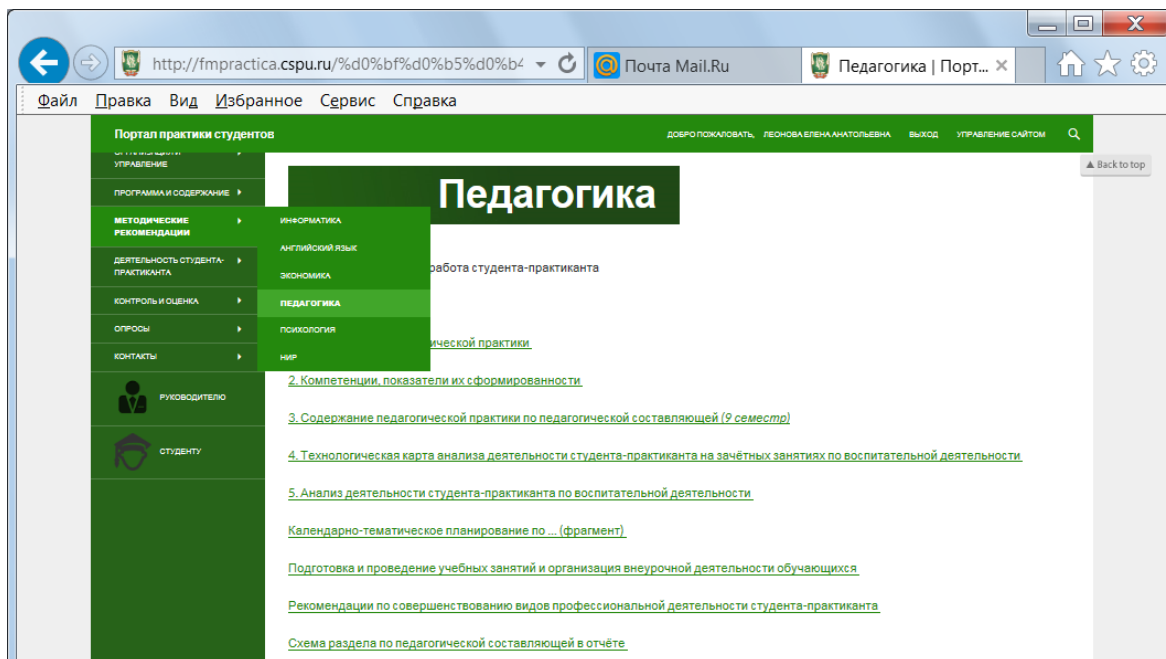 http://fmpractica.cspu.ru/%d0%bf%d0%b5%d0%b4
Почта Mail.Ru
Педагогика | Порт...
Файл Правка Вид Избранное Сервис Справка
Портал практики студентов
ДОБРО ПОЖАЛОВАТЬ, ЛЕОНОВА ЕЛЕНА АНАТОЛЬЕВНА ВЫХОД УПРАВЛЕНИЕ САЙТОМ
Back to top
УПРАВЛЕНИЕ
ПРОГРАММА И СОДЕРЖАНИЕ
МЕТОДИЧЕСКИЕ
РЕКОМЕНДАЦИИ
ДЕЯТЕЛЬНОСТЬ СТУДЕНТА-
ПРАКТИКАНТА
КОНТРОЛЬ И ОЦЕНКА
ОПРОСЫ
КОНТАКТЫ
РУКОВОДИТЕЛЮ
СТУДЕНТУ
ИНФОРМАТИКА
АНГЛИЙСКИЙ ЯЗЫК
ЭКОНОМИКА
ПЕДАГОГИКА
ПСИХОЛОГИЯ
НИР
Педагогика
работа студента-практиканта
практики
2. Компетенции, показатели их сформированности
3. Содержание педагогической практики по педагогической составляющей (9 семестр)
4. Технологическая карта анализа деятельности студента-практиканта на зачётных занятиях по воспитательной деятельности
5. Анализ деятельности студента-практиканта по воспитательной деятельности
Календарно-тематическое планирование по ... (фрагмент)
Подготовка и проведение учебных занятий и организация внеурочной деятельности обучающихся
Рекомендации по совершенствованию видов профессиональной деятельности студента-практиканта
Схема раздела по педагогической составляющей в отчёте